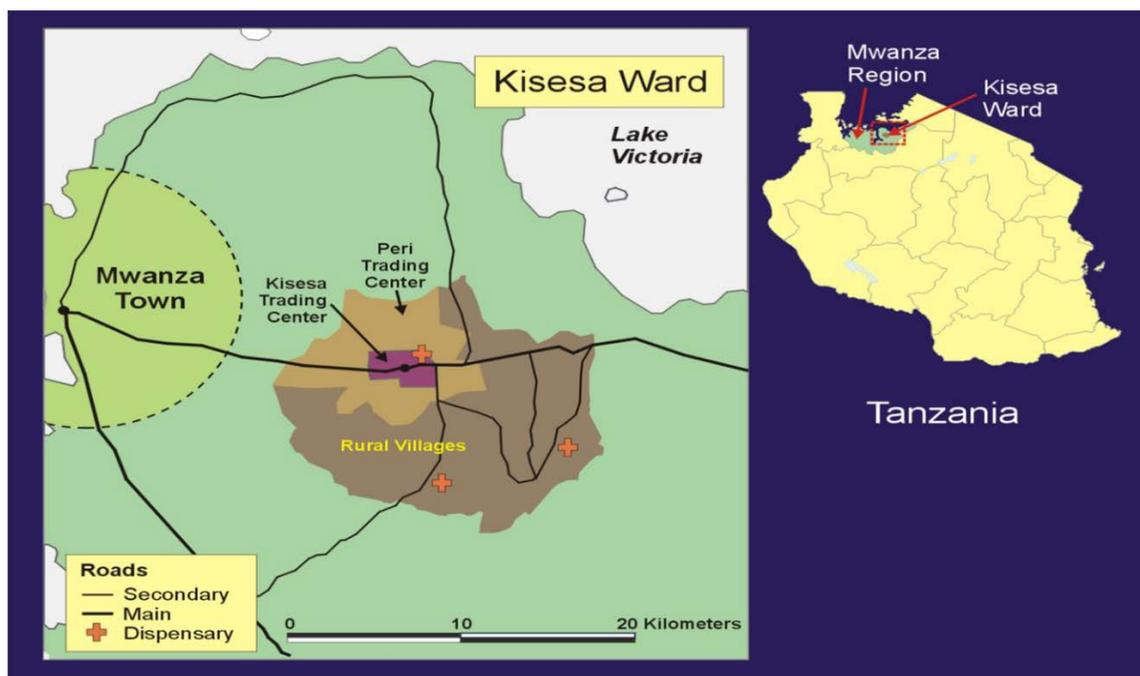 Kisesa Ward
Lake
Victoria
Mwanza
Region
Kisesa
Ward
Peri
Trading
Center
Kisesa
Trading
Center
Mwanza
Town
Rural Villages
Tanzania
Roads
Secondary
Main
Dispensary
0 10 20 Kilometers